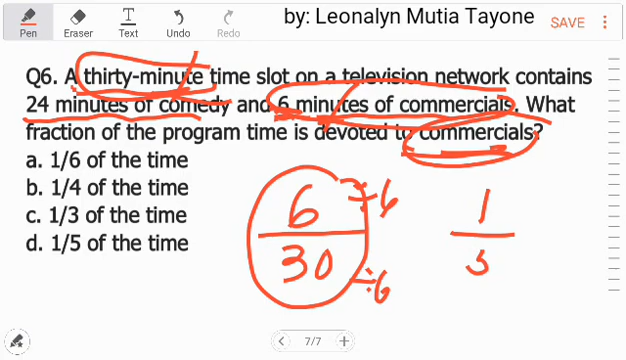 by: Leonalyn Mutia Tayone
SAVE
Pen Eraser Text Undo Redo
Q6. A thirty-minute time slot on a television network contains
24 minutes of comedy and 6 minutes of commercials. What
fraction of the program time is devoted to commercials?
a. 1/6 of the time
b. 1/4 of the time
c. 1/3 of the time
d. 1/5 of the time
6 ÷6
30 ÷6
1
5
7/7